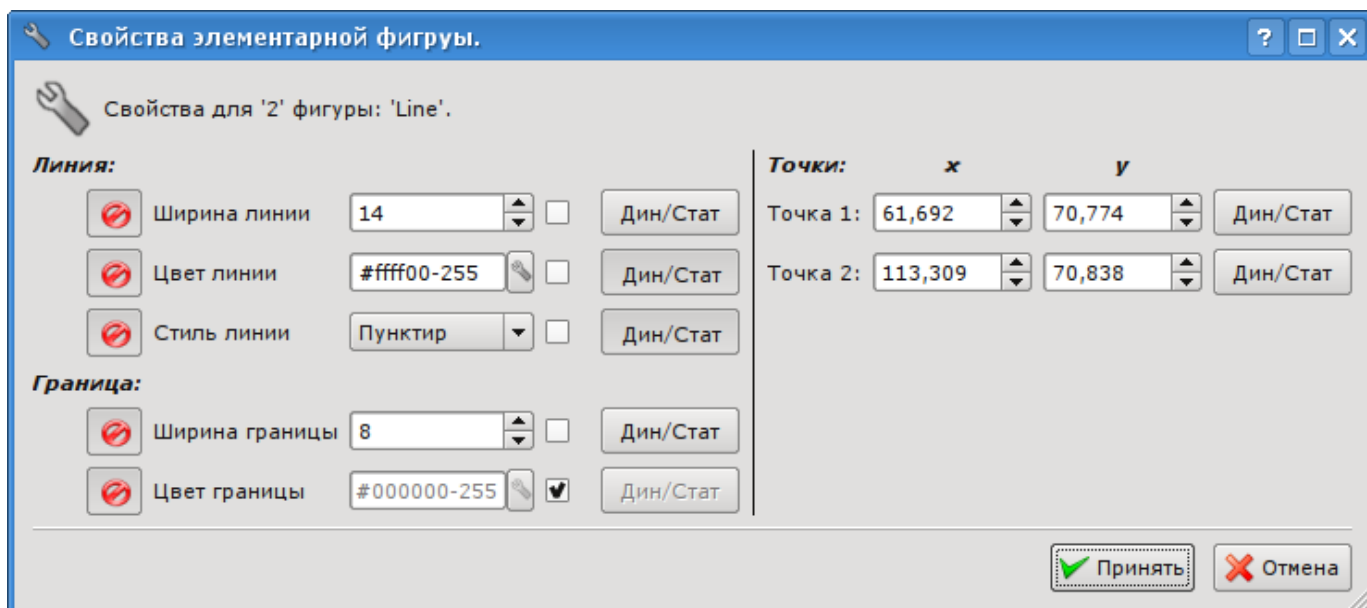 Свойства элементарной фигруы.
Свойства для '2' фигуры: 'Line'.
Линия:
Ширина линии 14 Дин/Стат
Цвет линии #ffff00-255 Дин/Стат
Стиль линии Пунктир Дин/Стат
Граница:
Ширина границы 8 Дин/Стат
Цвет границы #000000-255 Дин/Стат
Точки: x y
Точка 1: 61,692 70,774 Дин/Стат
Точка 2: 113,309 70,838 Дин/Стат
Принять Отмена